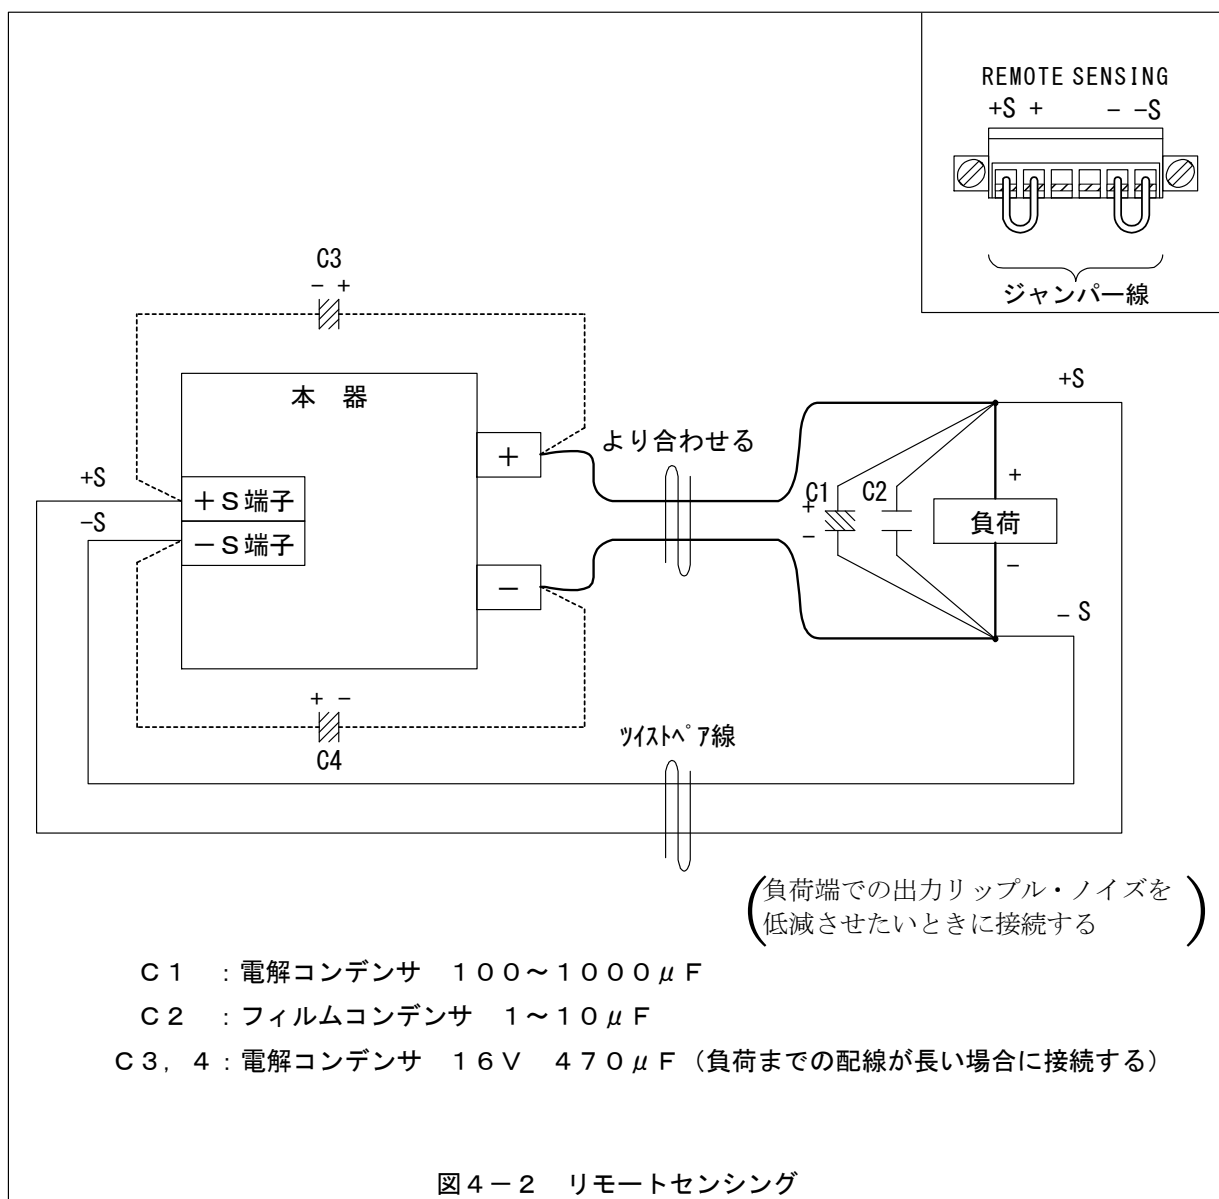 REMOTE SENSING
+S + − −S
ジャンパー線
C3
− +
本 器
+S
より合わせる
+
+S
+S
−S
＋Ｓ端子
－Ｓ端子
C1
+
−
C2
+
負荷
−
−
− S
+ −
C4
ﾂｲｽﾄﾍﾟｱ線
(負荷端での出力リップル・ノイズを
低減させたいときに接続する)
Ｃ１ ：電解コンデンサ １００～１０００μＦ
Ｃ２ ：フィルムコンデンサ １～１０μＦ
Ｃ３，４：電解コンデンサ １６Ｖ ４７０μＦ（負荷までの配線が長い場合に接続する）
図４－２ リモートセンシング